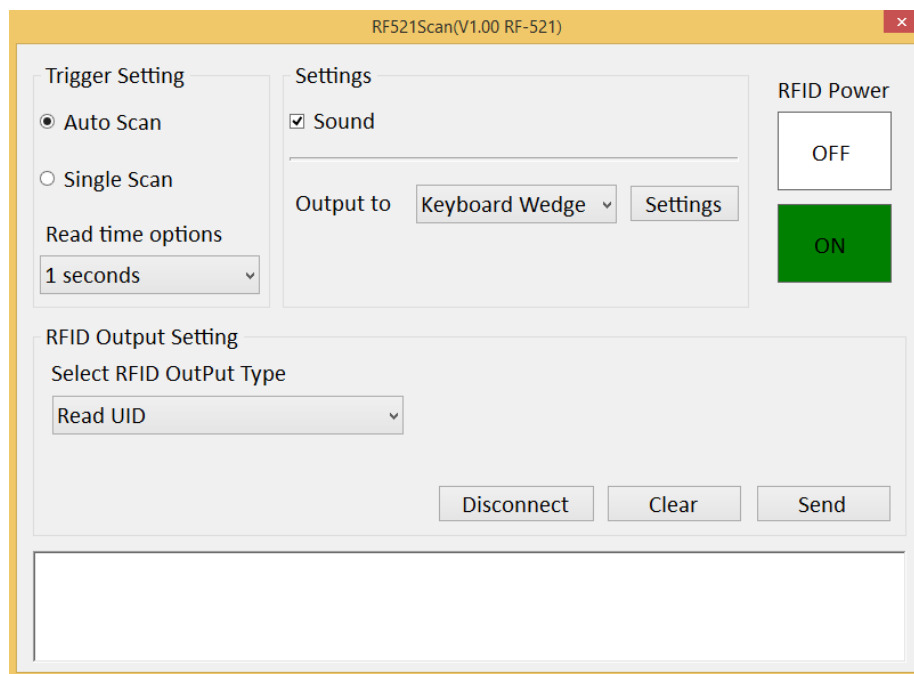 RF521Scan(V1.00 RF-521)
Trigger Setting
Auto Scan
Single Scan
Read time options
1 seconds
Settings
Sound
Output to Keyboard Wedge Settings
RFID Power
OFF
ON
RFID Output Setting
Select RFID OutPut Type
Read UID
Disconnect Clear Send